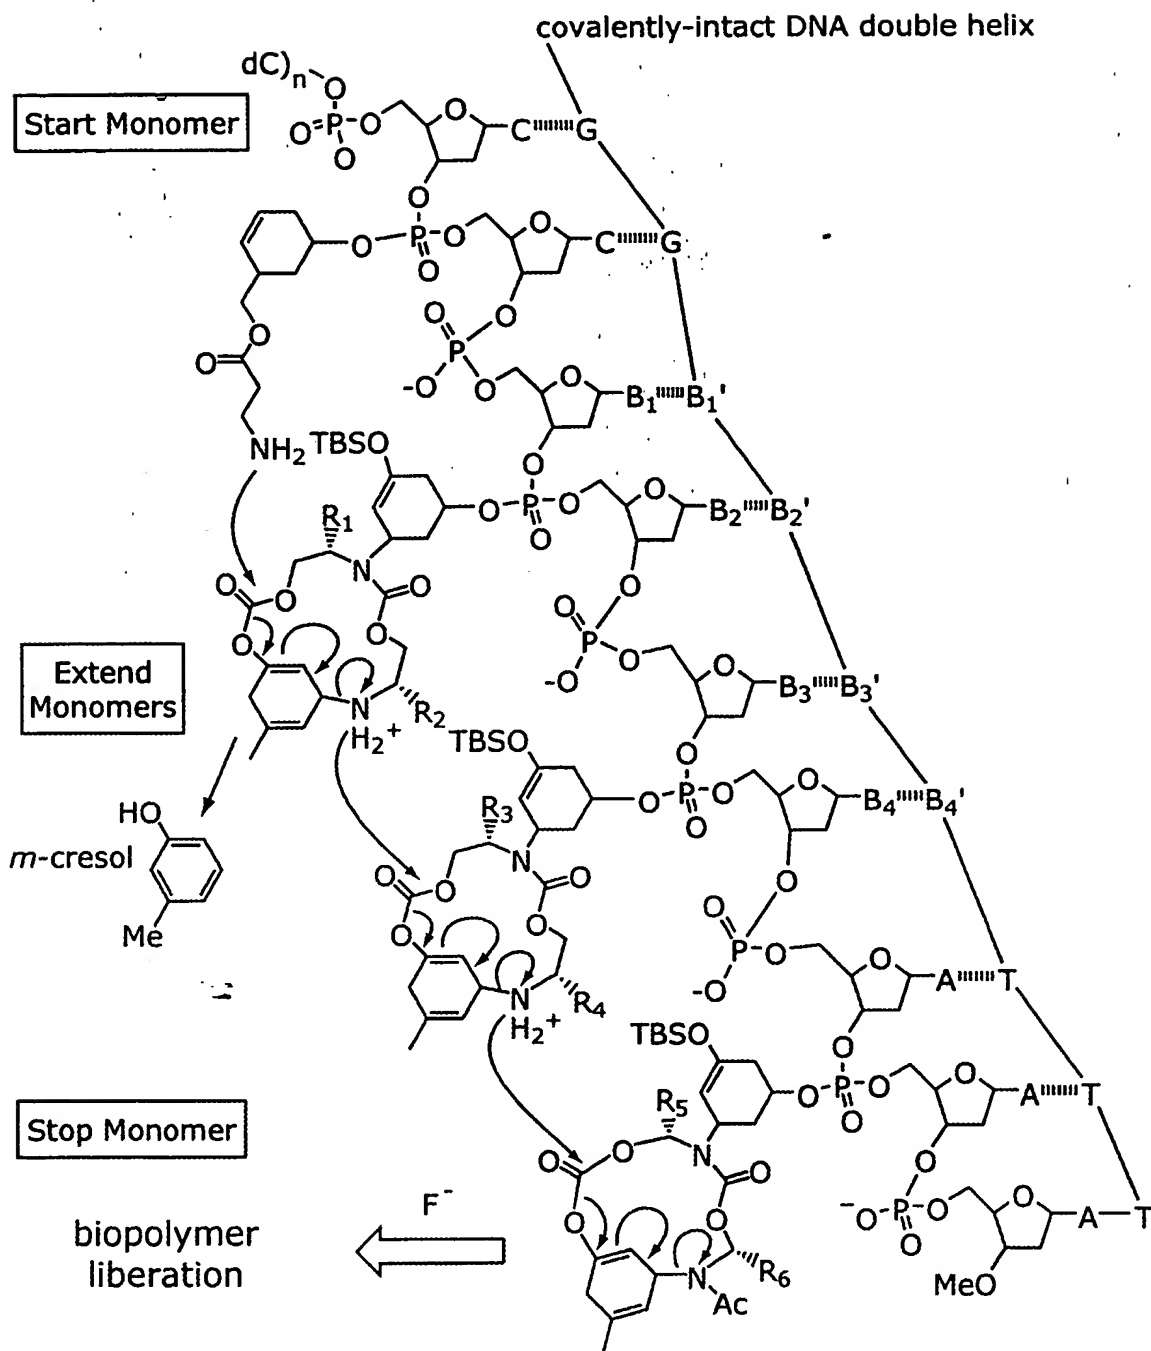 covalently-intact DNA double helix
dC)n
O
Start Monomer
O
P
O
O
O
C
G
O
O
P
O
O
C
G
O
O
O
O
O
P
-O
O
O
B1
B1'
NH2
TBSO
O
O
P
O
O
O
B2
B2'
R1
N
O
O
O
O
O
O
O
P
-O
O
O
B3
B3'
Extend
Monomers
N
H2+
R2
TBSO
O
O
P
O
O
O
B4
B4'
R3
HO
m-cresol
Me
N
O
O
O
O
O
O
O
P
-O
O
O
A
T
N
H2+
R4
TBSO
O
O
P
O
O
O
A
T
Stop Monomer
R5
O
O
N
O
O
O
O
O
P
-O
O
O
A
T
F-
biopolymer
liberation
N
Ac
R6
MeO